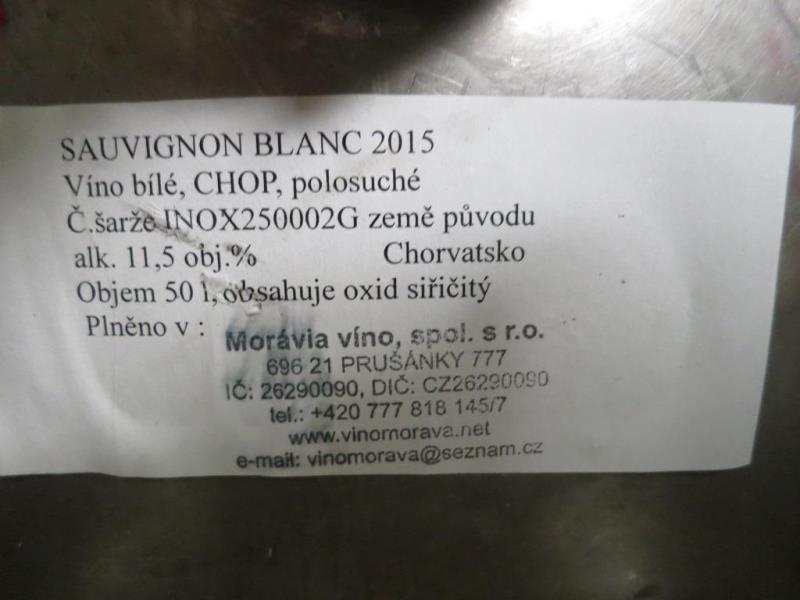 SAUVIGNON BLANC 2015
Víno bílé, CHOP, polosuché
Č.šarže INOX250002G země původu
alk. 11,5 obj.% Chorvatsko
Objem 50 l, obsahuje oxid siřičitý
Plněno v :
Morávia víno, spol. s r.o.
696 21 PRUŠÁNKY 777
IČ: 26290090, DIČ: CZ26290090
tel.: +420 777 818 145/7
www.vinomorava.net
e-mail: vinomorava@seznam.cz